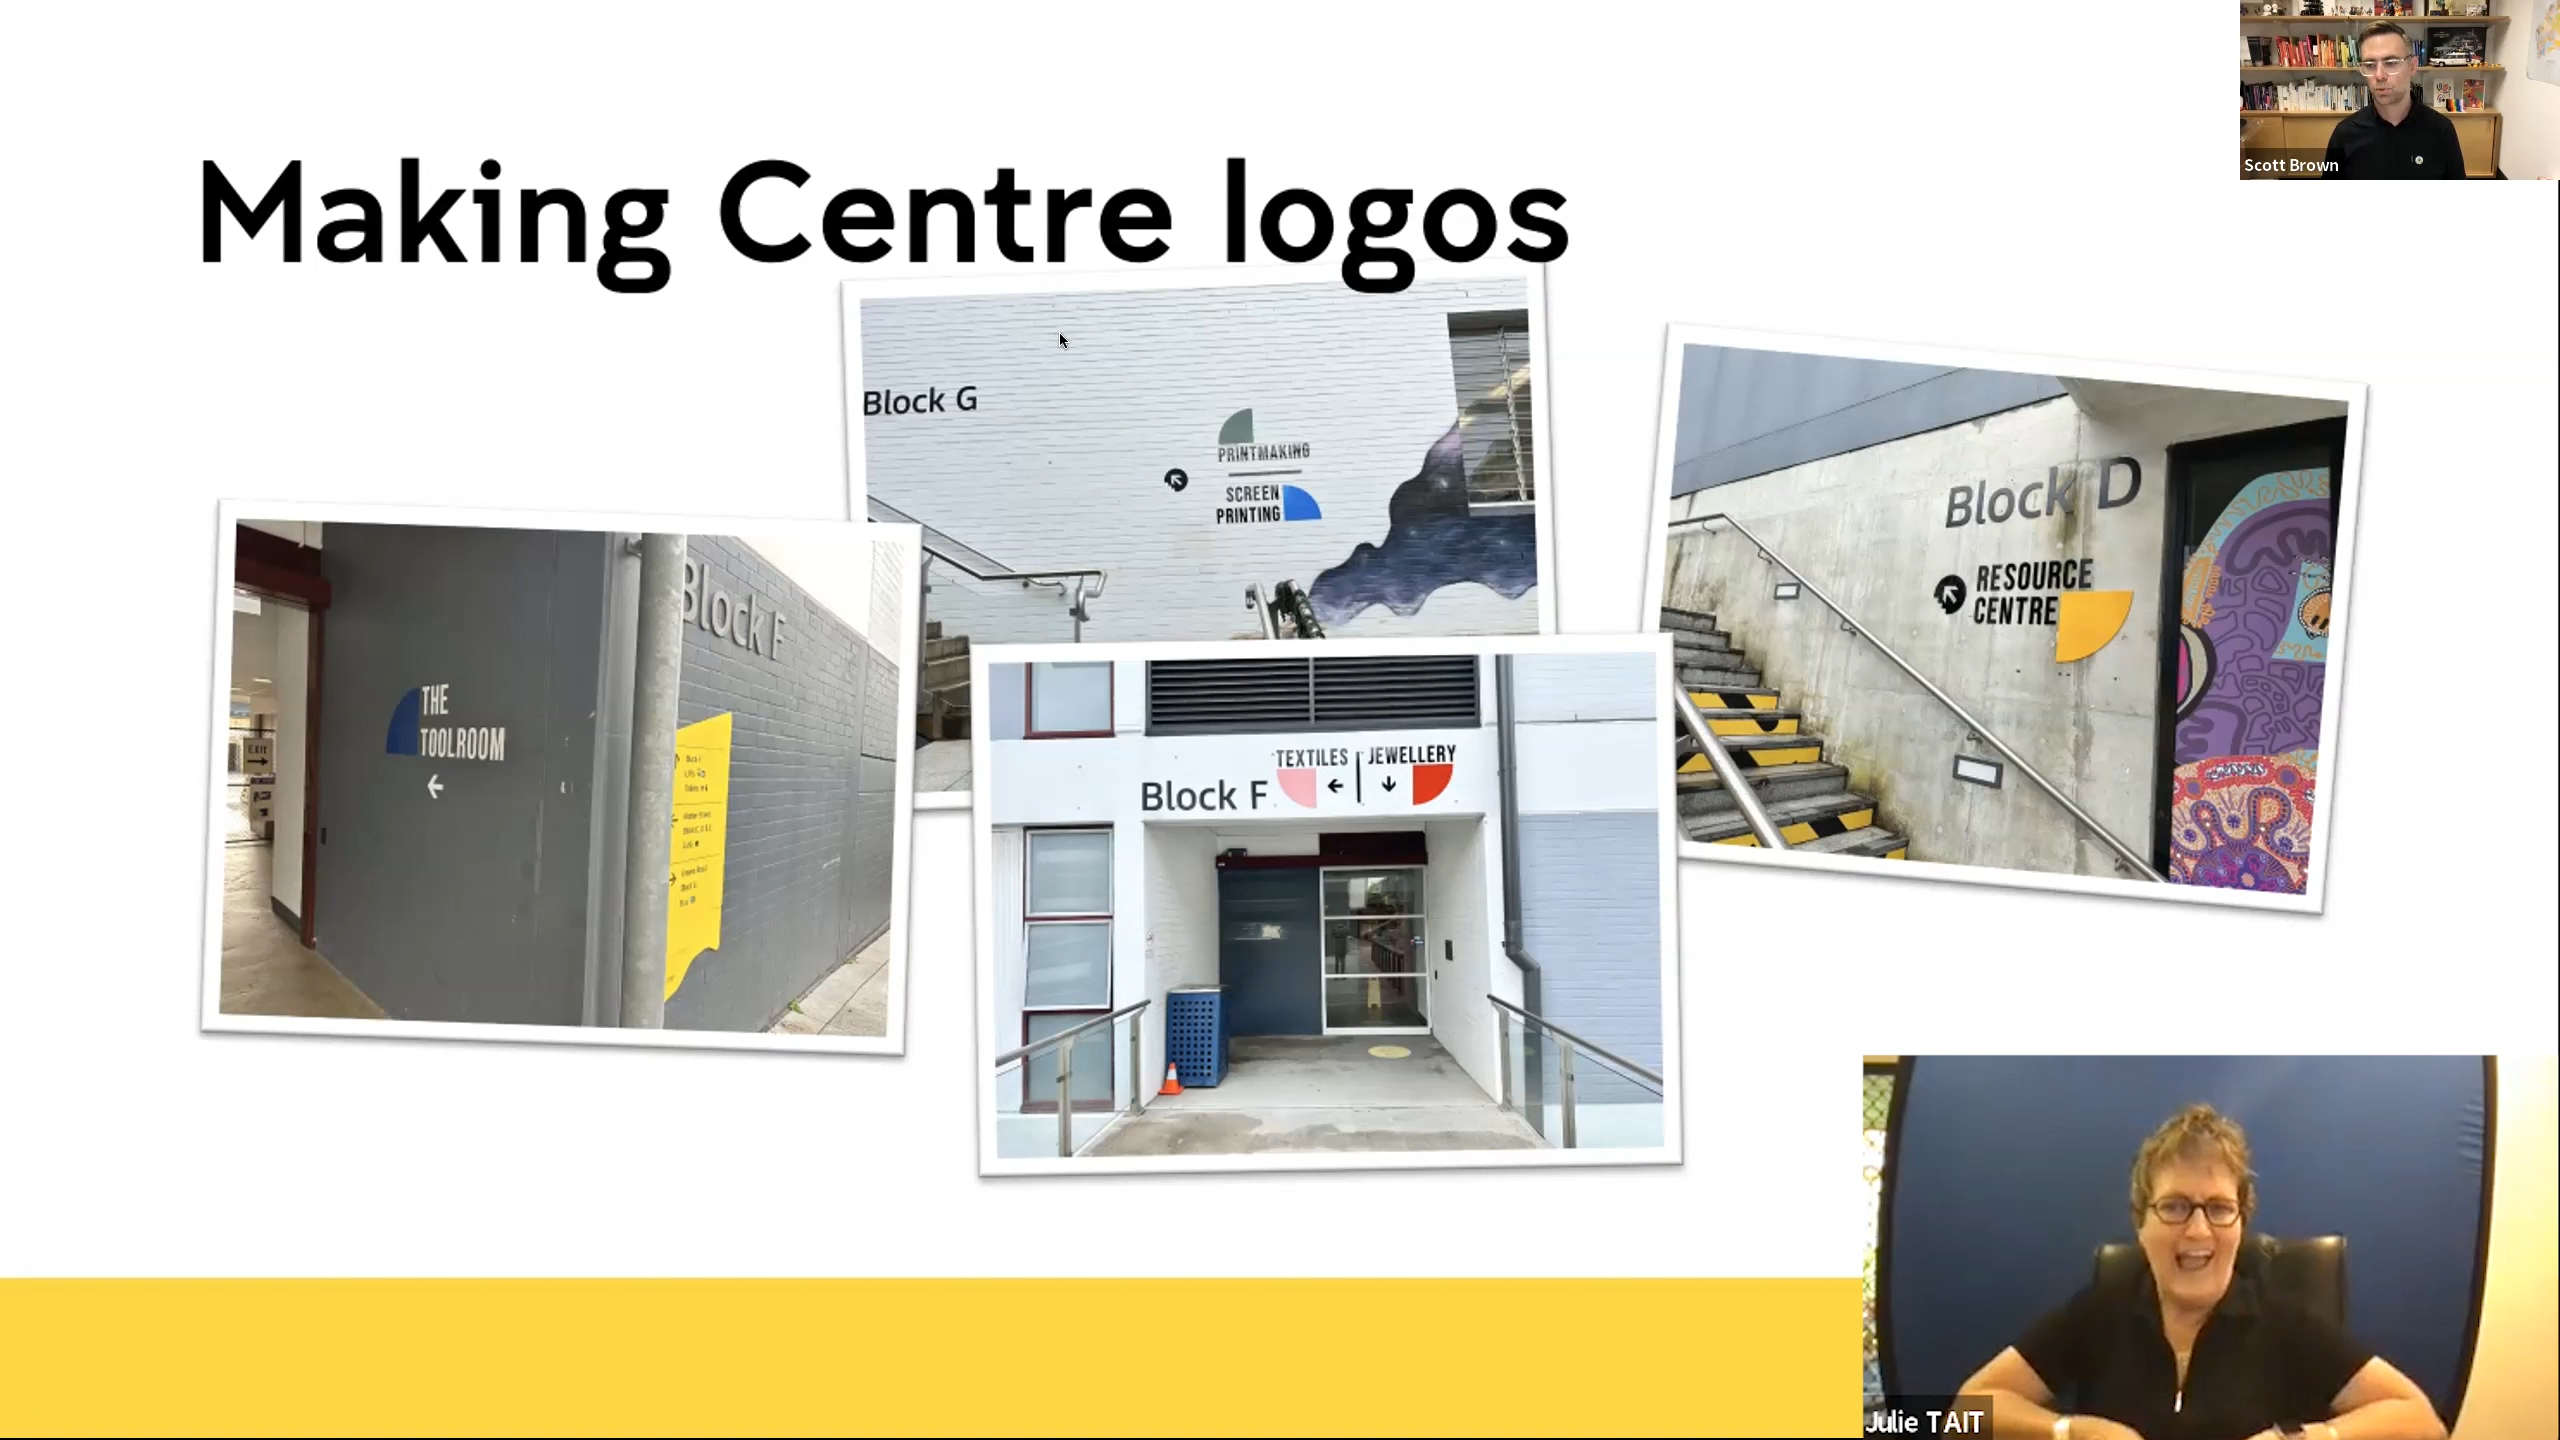 Making Centre logos
Scott Brown
Block G
PRINTMAKING
SCREEN
PRINTING
Block D
RESOURCE
CENTRE
Block F
THE
TOOLROOM
EXIT
TEXTILES | JEWELLERY
Block F
Julie TAIT